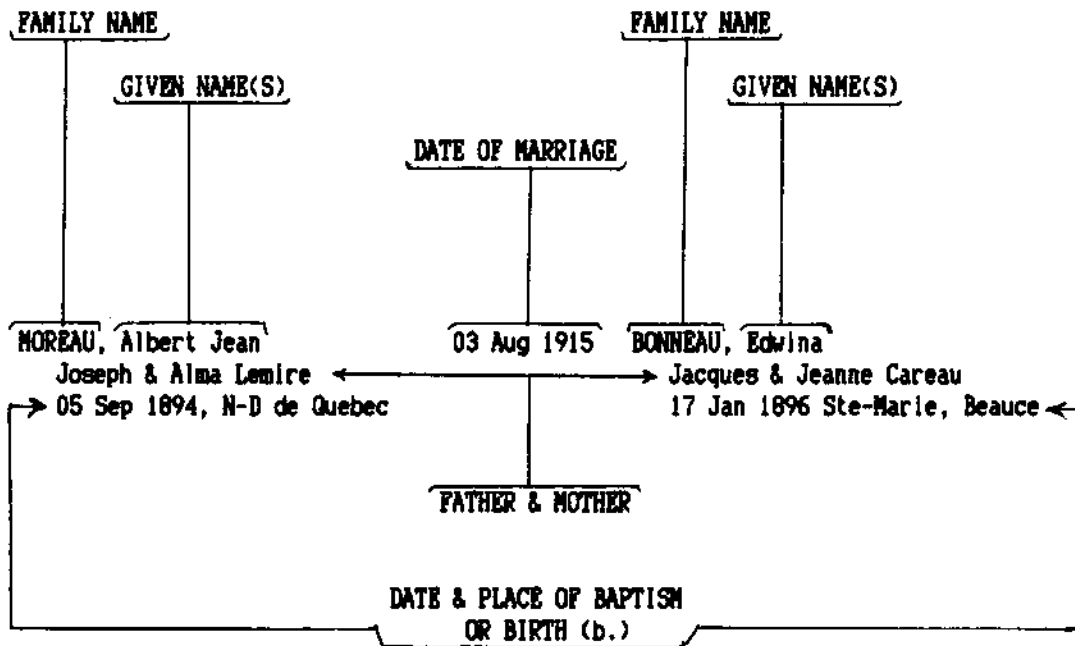 FAMILY NAME FAMILY NAME
GIVEN NAME(S) GIVEN NAME(S)
DATE OF MARRIAGE
MOREAU, Albert Jean 03 Aug 1915 BONNEAU, Edwina
Joseph & Alma Lemire Jacques & Jeanne Careau
05 Sep 1894, N-D de Quebec 17 Jan 1896 Ste-Marie, Beauce
FATHER & MOTHER
DATE & PLACE OF BAPTISM
OR BIRTH (b.)